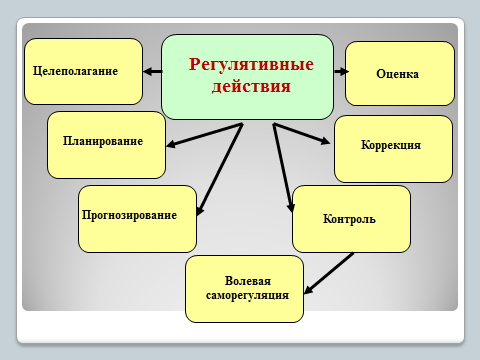 Регулятивные
действия
Целеполагание
Оценка
Планирование
Коррекция
Прогнозирование
Контроль
Волевая
саморегуляция